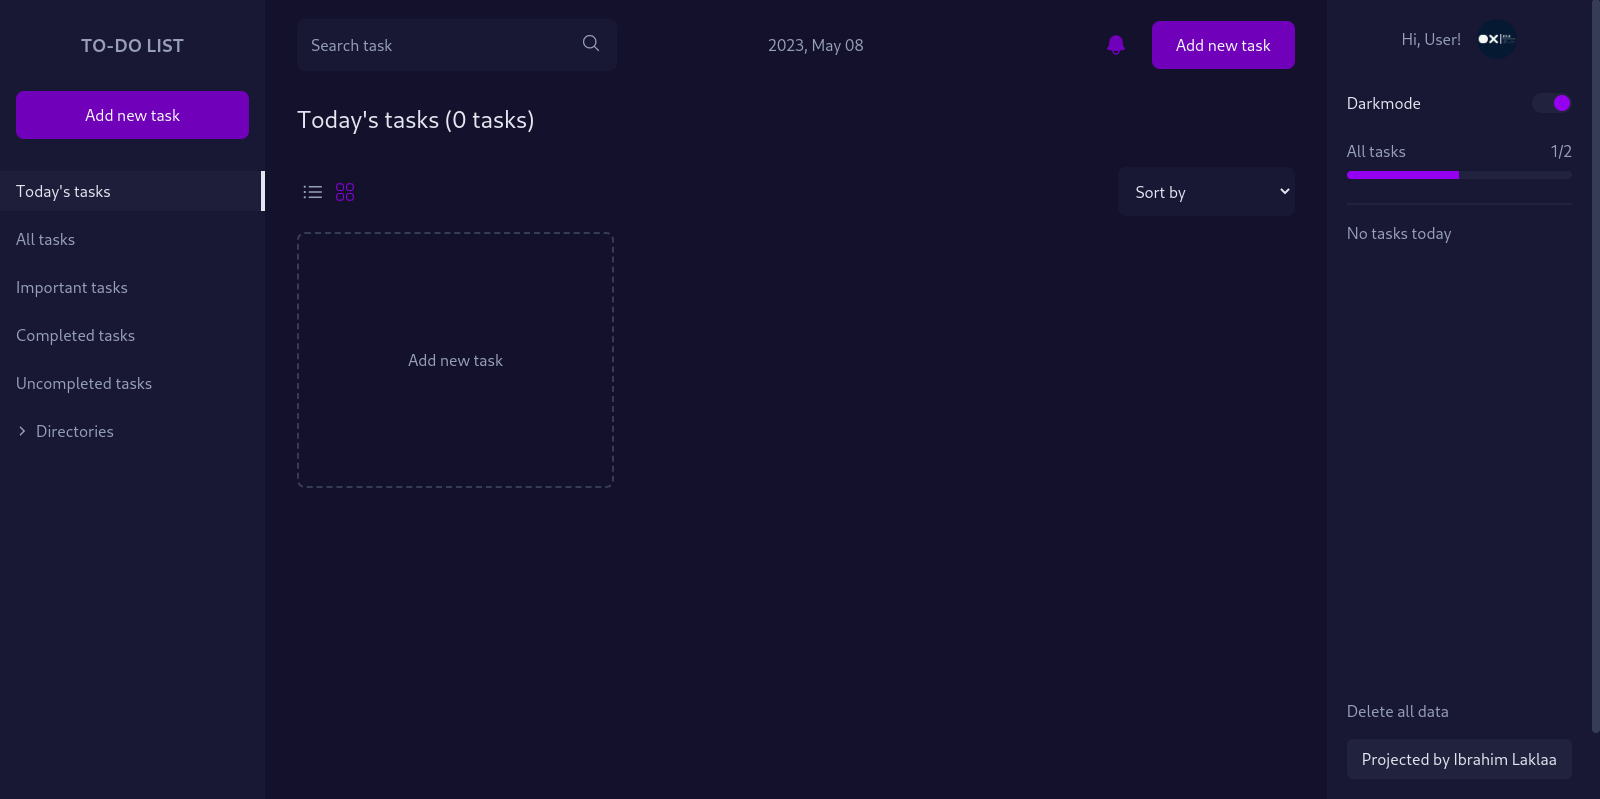 TO-DO LIST
Add new task
Today's tasks
All tasks
Important tasks
Completed tasks
Uncompleted tasks
Directories
Search task
2023, May 08
Add new task
Today's tasks (0 tasks)
Sort by
Add new task
Hi, User!
Darkmode
All tasks 1/2
No tasks today
Delete all data
Projected by Ibrahim Laklaa